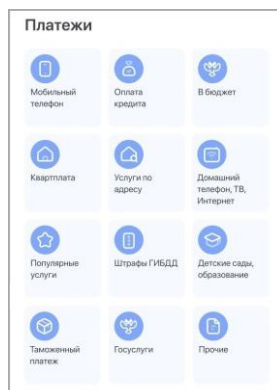 Платежи
Мобильный
телефон
Оплата
кредита
В бюджет
Квартплата
Услуги по
адресу
Домашний
телефон, ТВ,
Интернет
Популярные
услуги
Штрафы ГИБДД
Детские сады,
образование
Таможенный
платеж
Госуслуги
Прочие